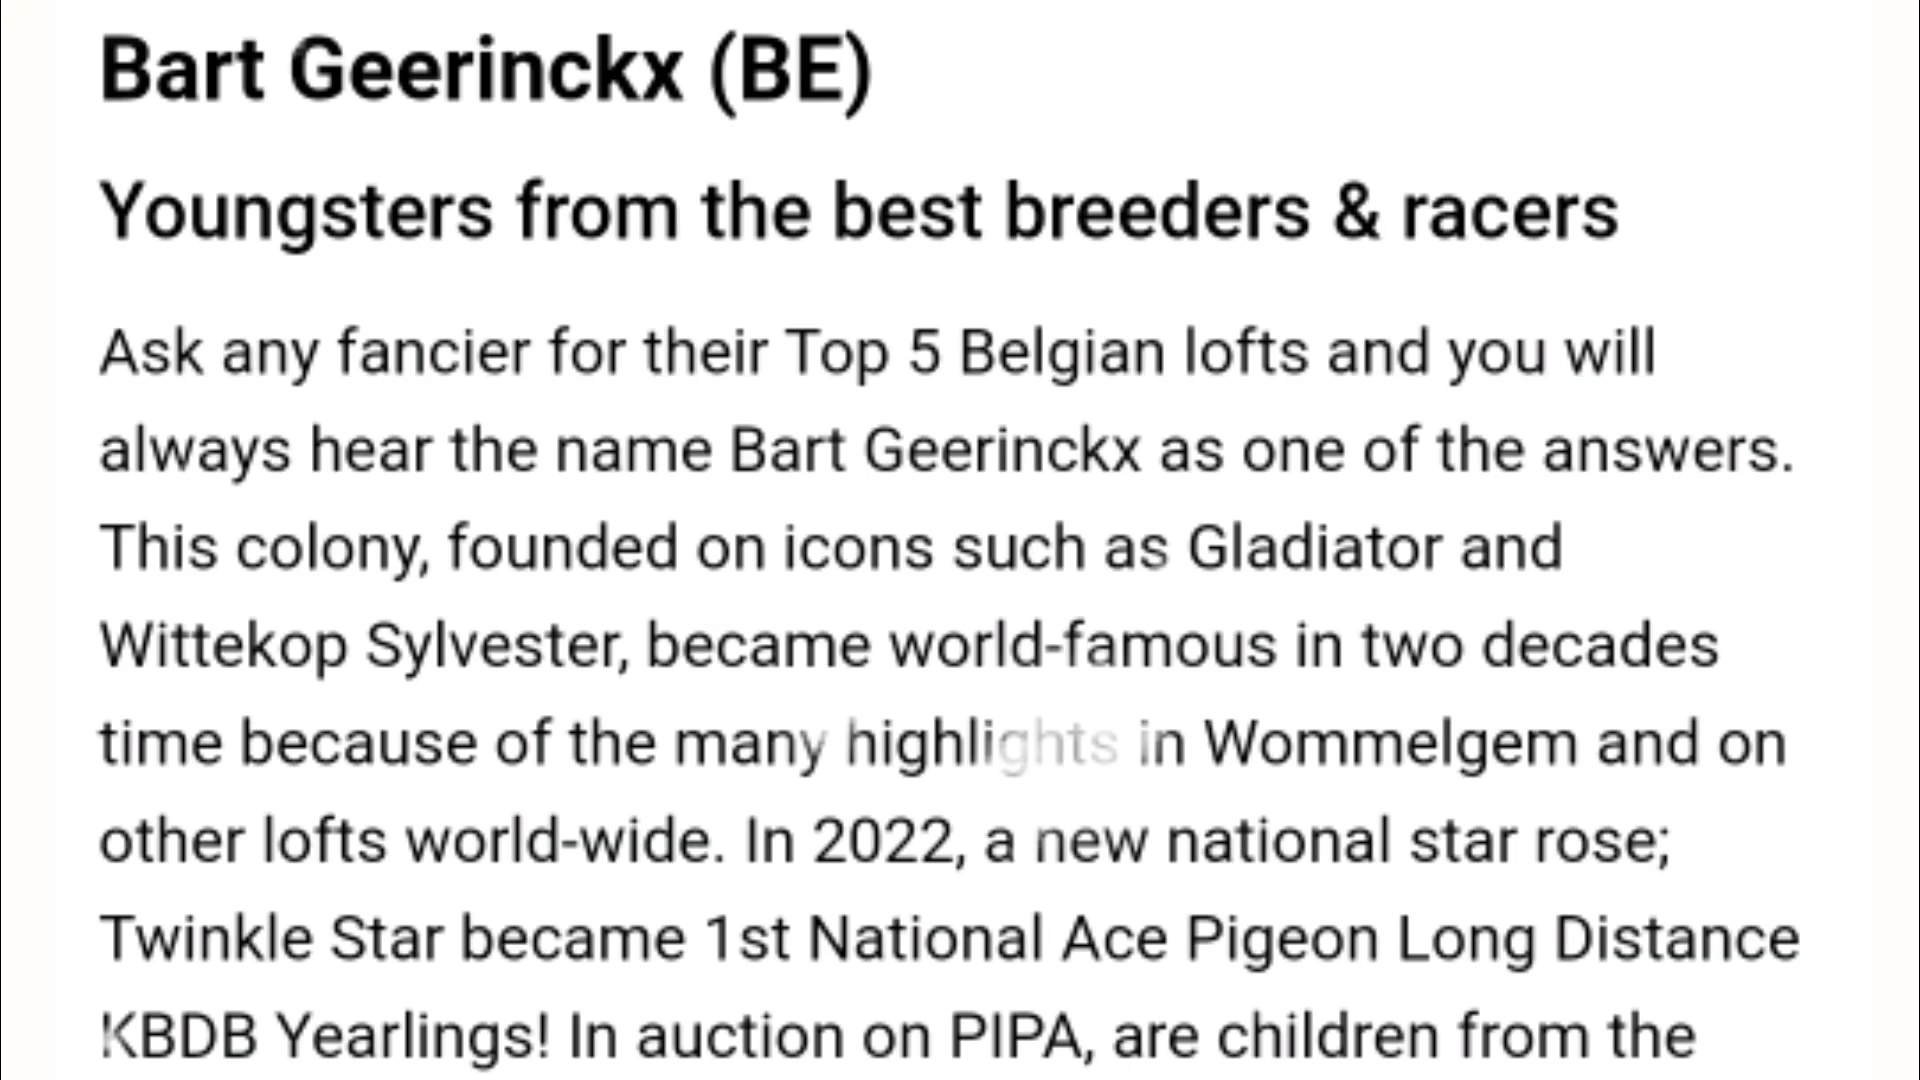 Bart Geerinckx (BE)
Youngsters from the best breeders & racers
Ask any fancier for their Top 5 Belgian lofts and you will
always hear the name Bart Geerinckx as one of the answers.
This colony, founded on icons such as Gladiator and
Wittekop Sylvester, became world-famous in two decades
time because of the many highlights in Wommelgem and on
other lofts world-wide. In 2022, a new national star rose;
Twinkle Star became 1st National Ace Pigeon Long Distance
KBDB Yearlings! In auction on PIPA, are children from the